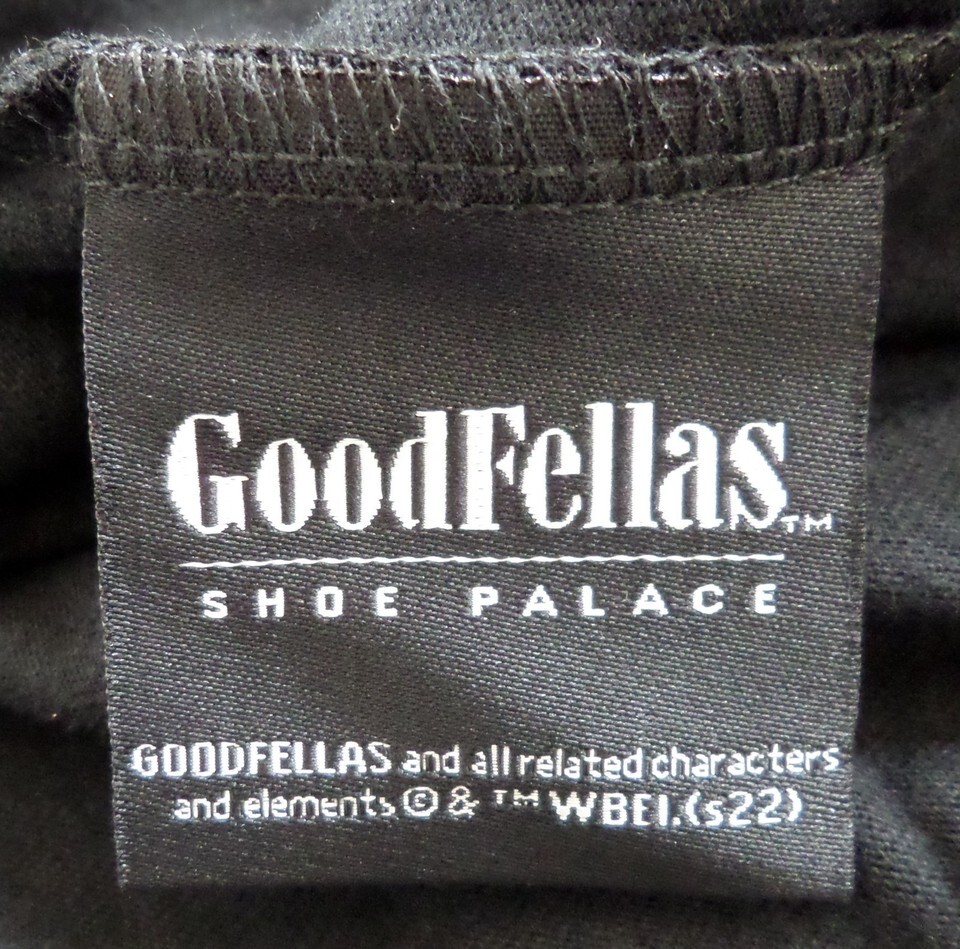 GoodFellas™
SHOE PALACE
GOODFELLAS and all related characters
and elements © & ™ WBEI.(s22)